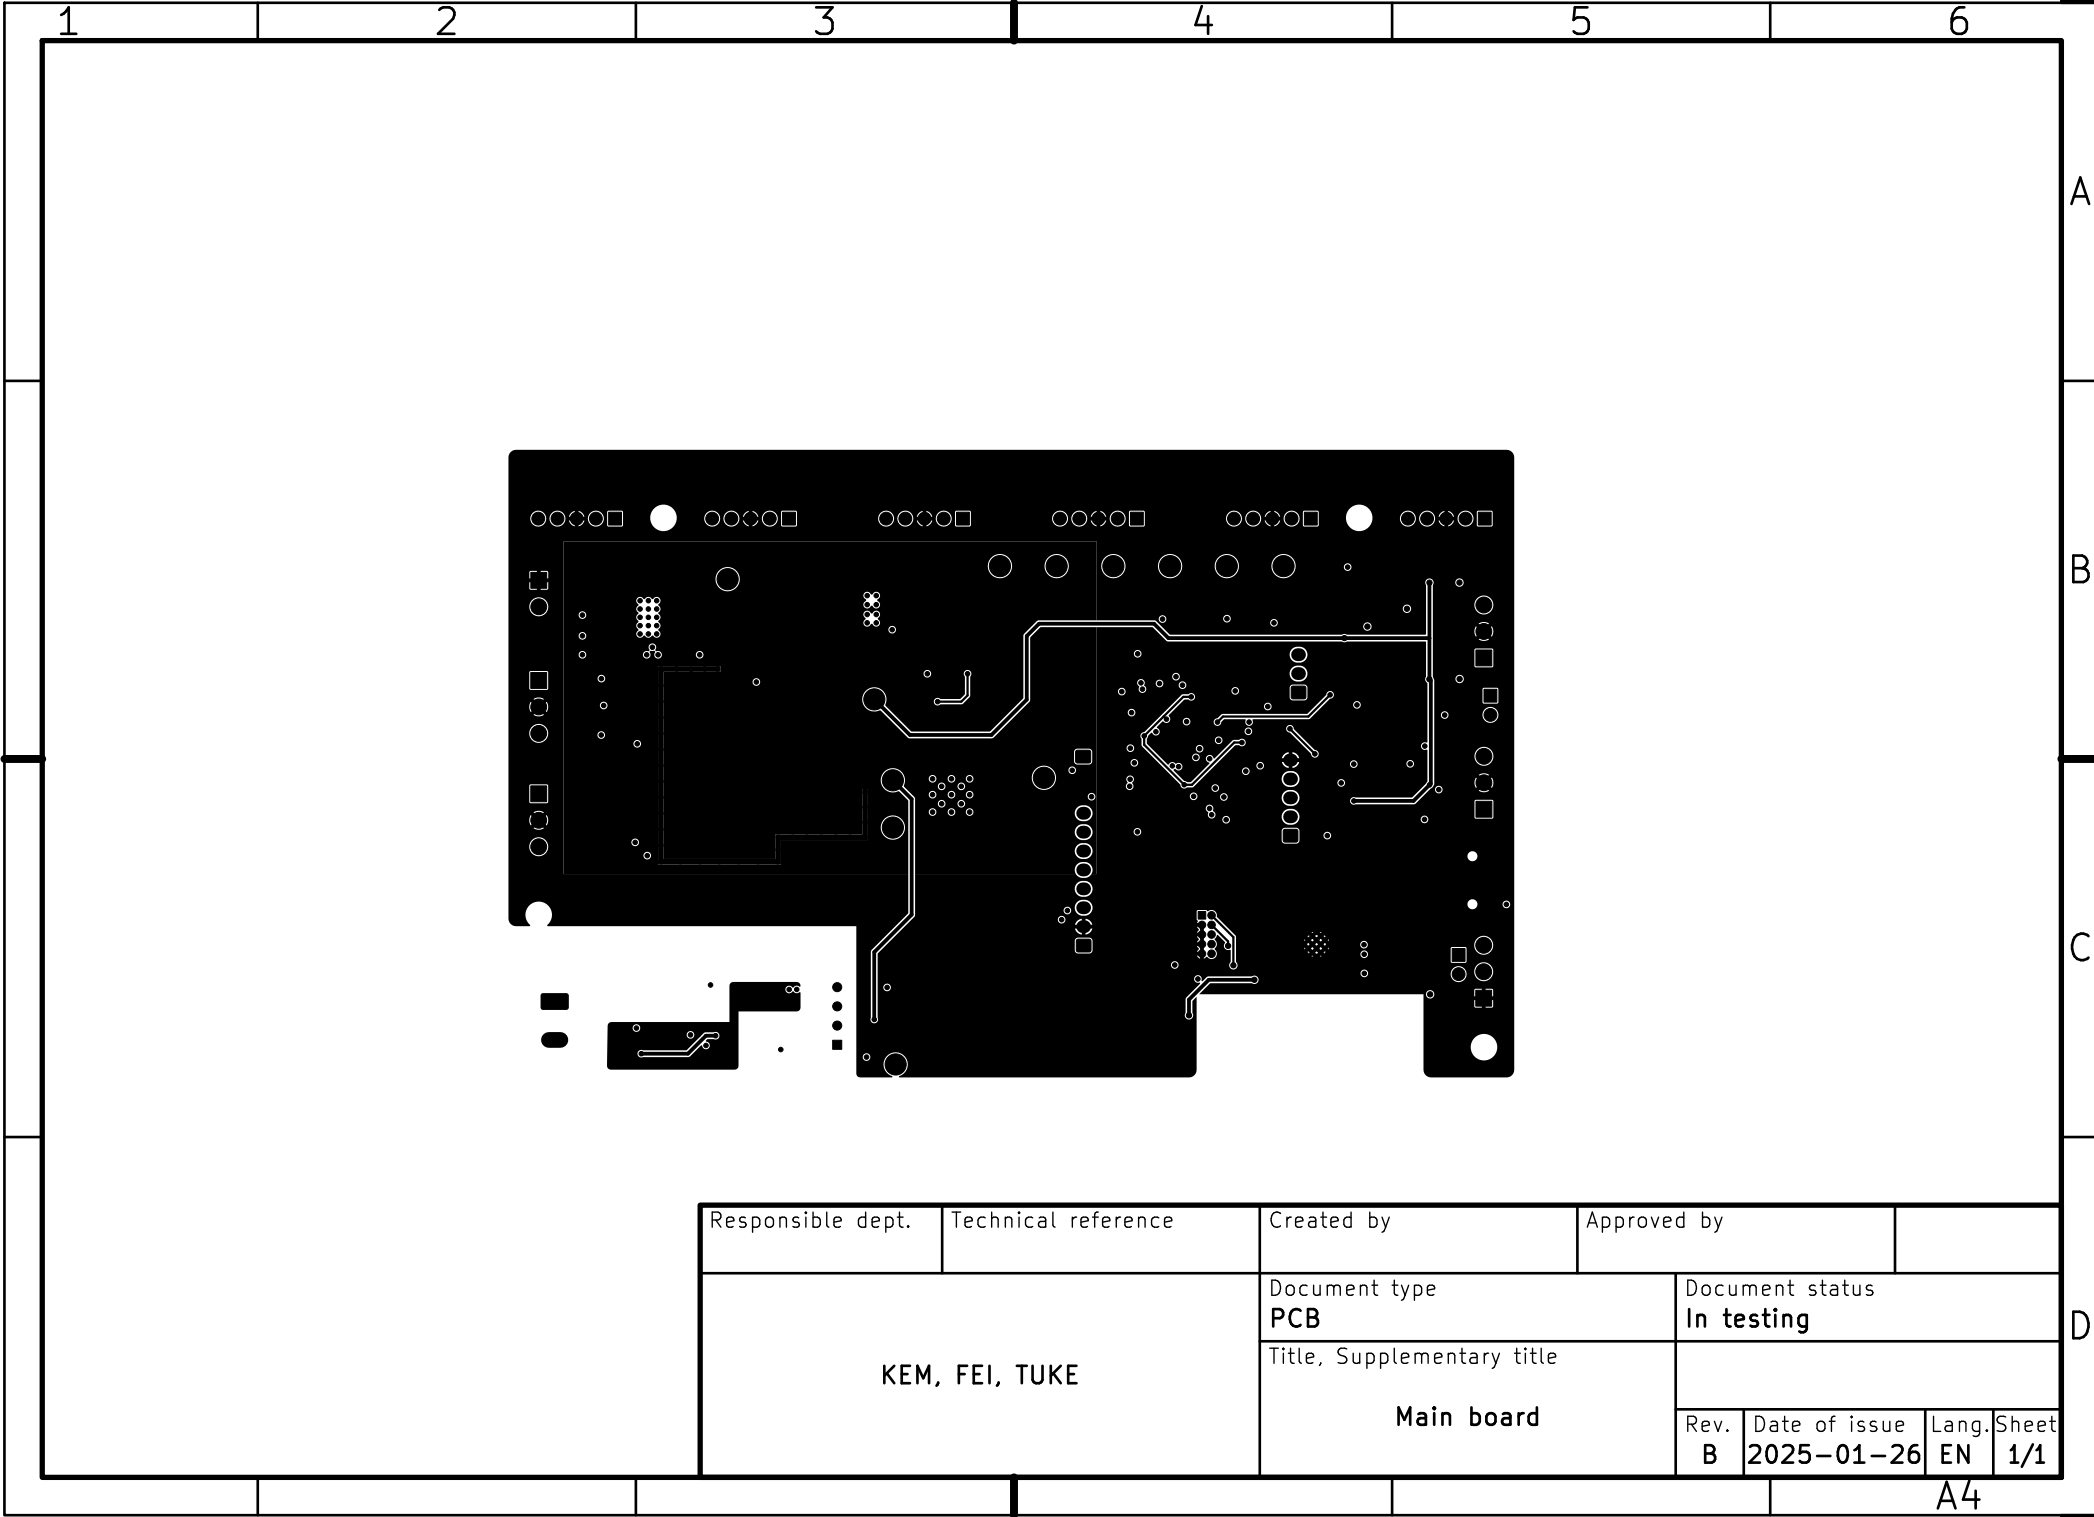 1 2 3 4 5 6
A
B
C
D
Responsible dept. Technical reference Created by Approved by
Document type Document status
PCB In testing
Title, Supplementary title
KEM, FEI, TUKE
Main board
Rev. Date of issue Lang. Sheet
B 2025-01-26 EN 1/1
A4